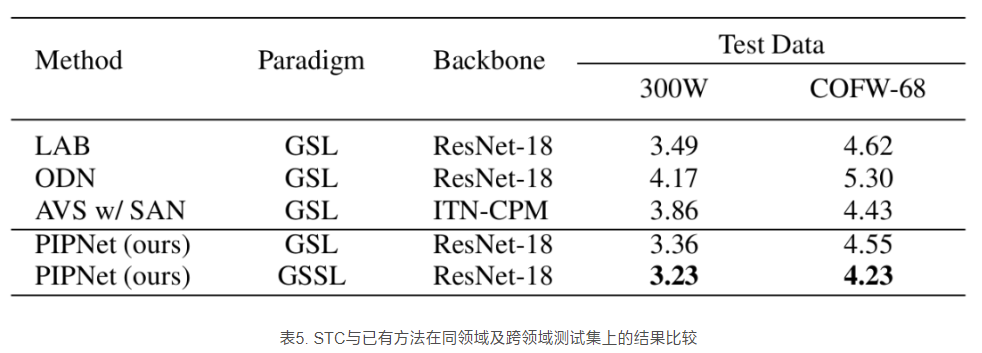 Method Paradigm Backbone Test Data
300W COFW-68
LAB GSL ResNet-18 3.49 4.62
ODN GSL ResNet-18 4.17 5.30
AVS w/ SAN GSL ITN-CPM 3.86 4.43
PIPNet (ours) GSL ResNet-18 3.36 4.55
PIPNet (ours) GSSL ResNet-18 3.23 4.23
表5. STC与已有方法在同领域及跨领域测试集上的结果比较